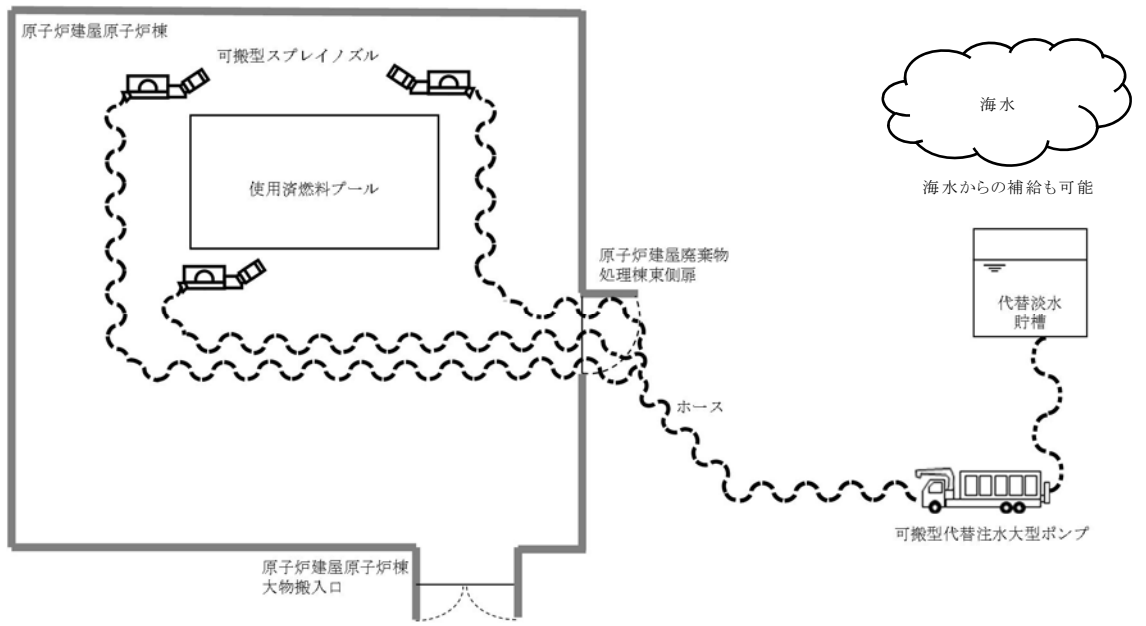 原子炉建屋原子炉棟
可搬型スプレイノズル
使用済燃料プール
海水
海水からの補給も可能
原子炉建屋廃棄物
処理棟東側扉
代替淡水
貯槽
ホース
可搬型代替注水大型ポンプ
原子炉建屋原子炉棟
大物搬入口